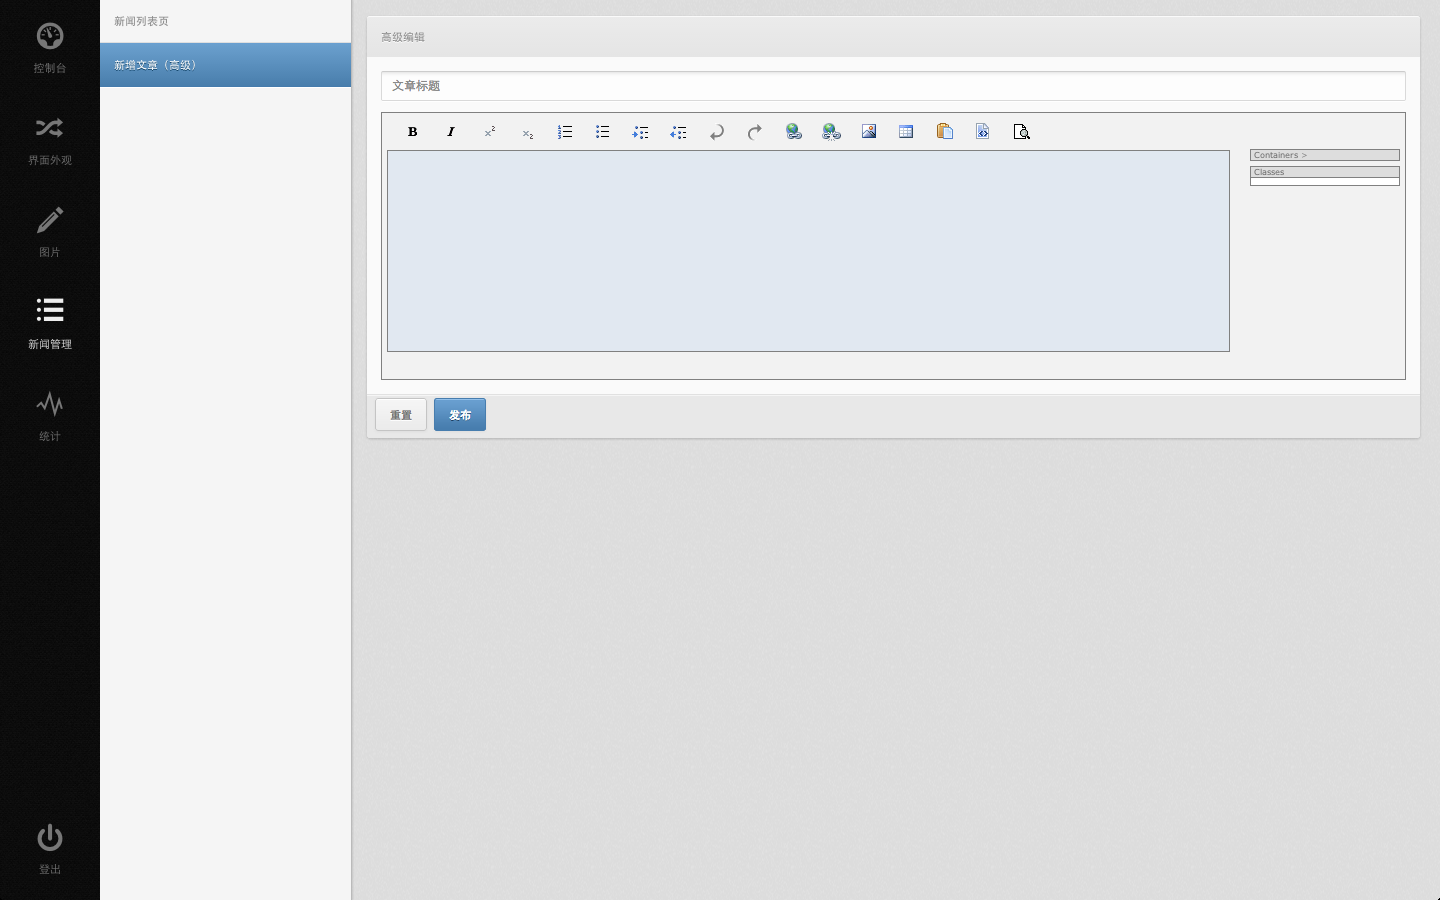 控制台
界面外观
图片
新闻管理
统计
登出
新闻列表页
新增文章（高级）
高级编辑
文章标题
B I x² x₂
Containers >
Classes
重置
发布